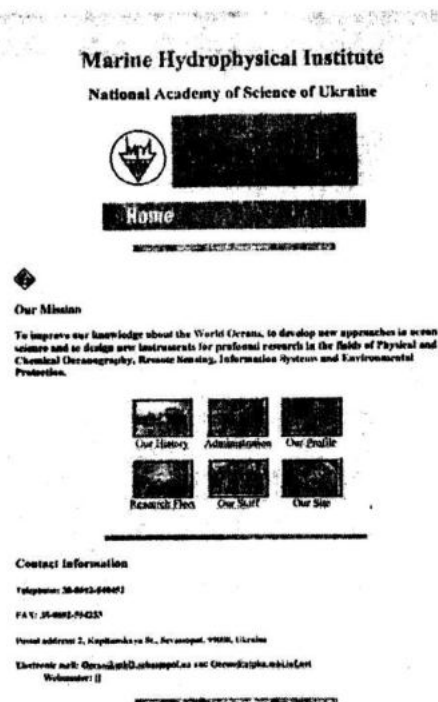 Marine Hydrophysical Institute
National Academy of Science of Ukraine
Home
Our Mission
To improve our knowledge about the World Oceans, to develop new approaches in ocean
science and to design new instruments for profound research in the fields of Physical and
Chemical Oceanography, Remote Sensing, Information Systems and Environmental
Protection.
Our History Administration Our Profile
Research Fleet Our Staff Our Site
Contact Information
Telephone:
FAX:
Postal address: 2, Kapitanskaya St., Sevastopol, Ukraine
Electronic mail:
Webmaster: []